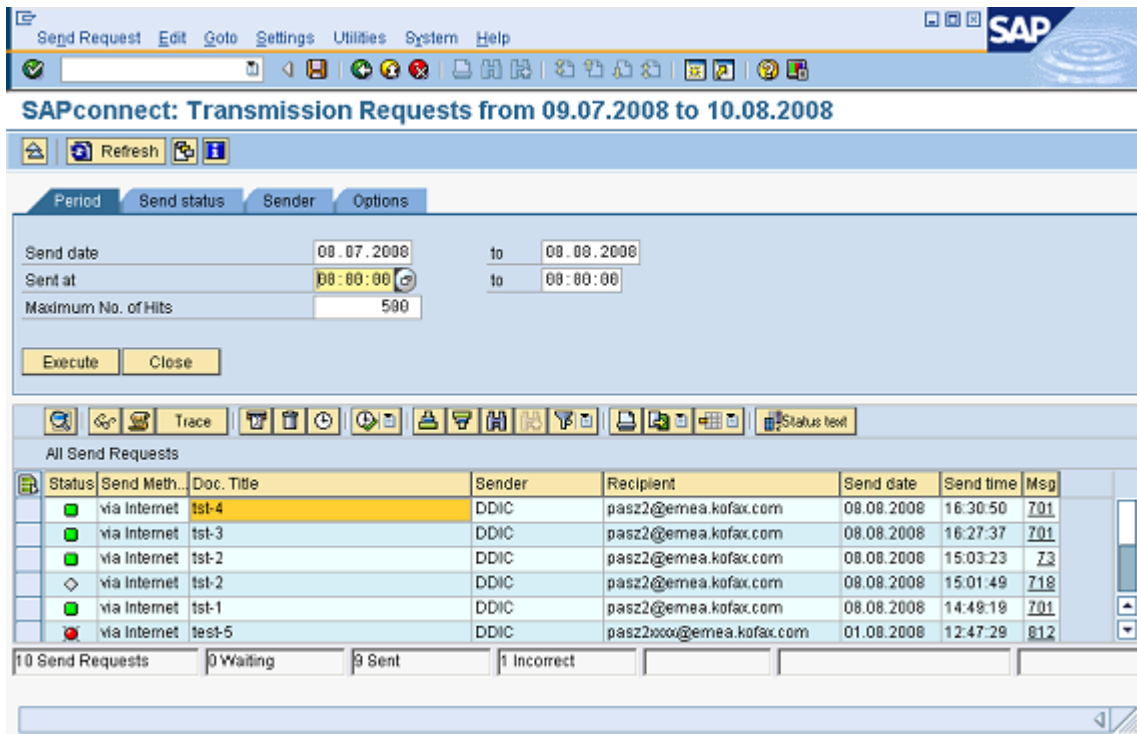 Send Request Edit Goto Settings Utilities System Help
SAP
SAPconnect: Transmission Requests from 09.07.2008 to 10.08.2008
Refresh
Period Send status Sender Options
Send date 08.07.2008 to 08.08.2008
Sent at 00:00:00 to 00:00:00
Maximum No. of Hits 500
Execute Close
Trace Status text
All Send Requests
Status Send Meth.. Doc. Title Sender Recipient Send date Send time Msg
via Internet tst-4 DDIC pasz2@emea.kofax.com 08.08.2008 16:30:50 701
via Internet tst-3 DDIC pasz2@emea.kofax.com 08.08.2008 16:27:37 701
via Internet tst-2 DDIC pasz2@emea.kofax.com 08.08.2008 15:03:23 73
via Internet tst-2 DDIC pasz2@emea.kofax.com 08.08.2008 15:01:49 718
via Internet tst-1 DDIC pasz2@emea.kofax.com 08.08.2008 14:49:19 701
via Internet test-5 DDIC pasz2xxxx@emea.kofax.com 01.08.2008 12:47:29 812
10 Send Requests 0 Waiting 9 Sent 1 Incorrect